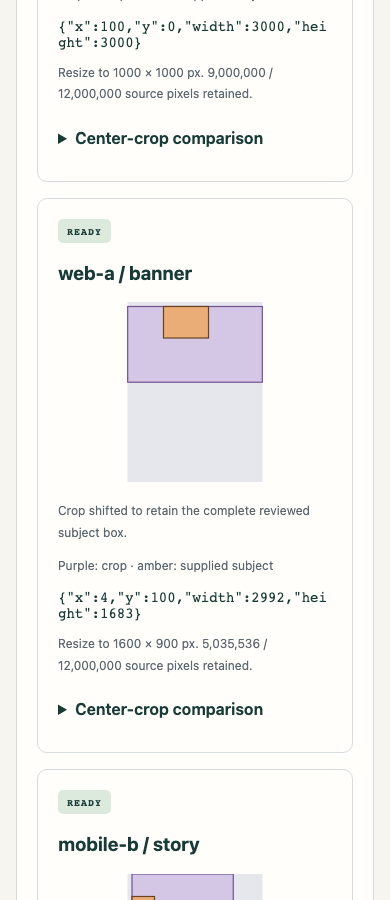 {"x":100,"y":0,"width":3000,"hei
ght":3000}
Resize to 1000 × 1000 px. 9,000,000 /
12,000,000 source pixels retained.
▶ Center-crop comparison
READY
web-a / banner
Crop shifted to retain the complete reviewed
subject box.
Purple: crop · amber: supplied subject
{"x":4,"y":100,"width":2992,"hei
ght":1683}
Resize to 1600 × 900 px. 5,035,536 /
12,000,000 source pixels retained.
▶ Center-crop comparison
READY
mobile-b / story